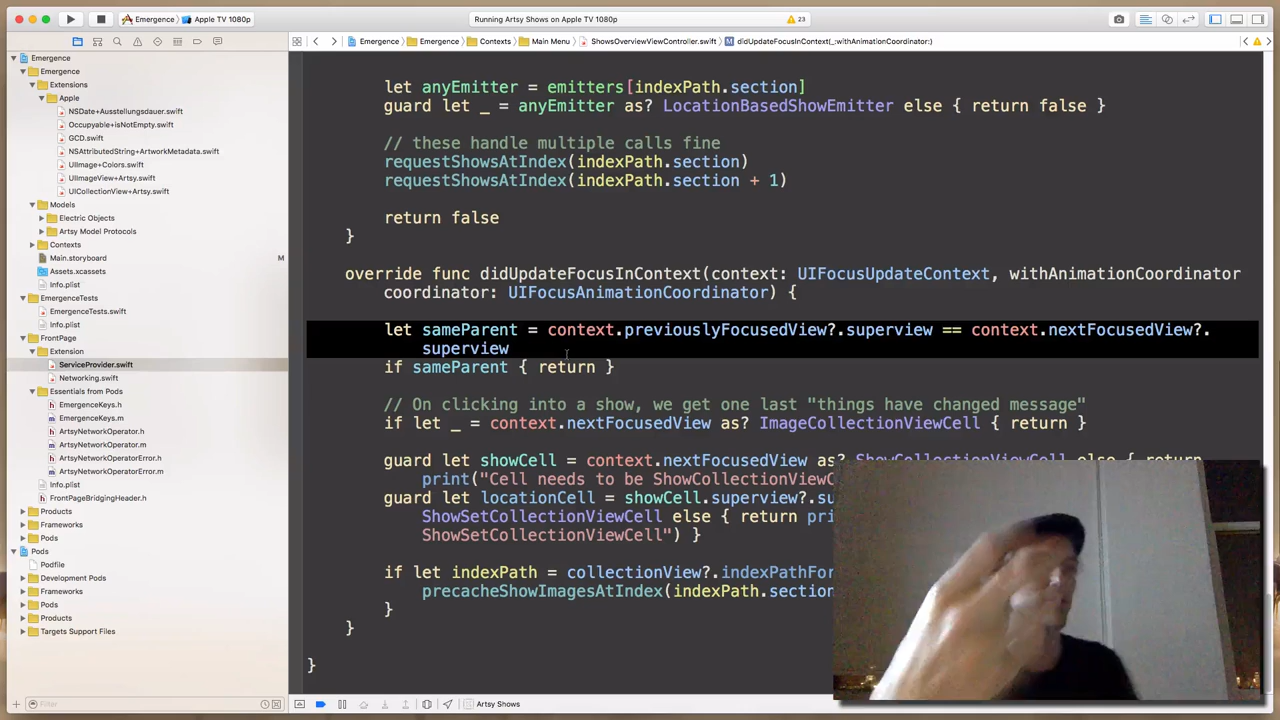 Emergence
Apple TV 1080p
Running Artsy Shows on Apple TV 1080p
23
Emergence
Emergence
Contexts
Main Menu
ShowsOverviewViewController.swift
didUpdateFocusInContext(_:withAnimationCoordinator:)
Emergence
Emergence
Extensions
Apple
NSDate+Ausstellungsdauer.swift
Occupyable+isNotEmpty.swift
GCD.swift
NSAttributedString+ArtworkMetadata.swift
UIImage+Colors.swift
UIImageView+Artsy.swift
UICollectionView+Artsy.swift
Models
Electric Objects
Artsy Model Protocols
Contexts
Main.storyboard
M
Assets.xcassets
Info.plist
EmergenceTests
EmergenceTests.swift
Info.plist
FrontPage
Extension
ServiceProvider.swift
Networking.swift
Essentials from Pods
EmergenceKeys.h
EmergenceKeys.m
ArtsyNetworkOperator.h
ArtsyNetworkOperator.m
ArtsyNetworkOperatorError.h
ArtsyNetworkOperatorError.m
Info.plist
FrontPageBridgingHeader.h
Products
Frameworks
Pods
Pods
Podfile
Development Pods
Frameworks
Pods
Products
Targets Support Files
Filter
let anyEmitter = emitters[indexPath.section]
guard let _ = anyEmitter as? LocationBasedShowEmitter else { return false }
// these handle multiple calls fine
requestShowsAtIndex(indexPath.section)
requestShowsAtIndex(indexPath.section + 1)
return false
}
override func didUpdateFocusInContext(context: UIFocusUpdateContext, withAnimationCoordinator
coordinator: UIFocusAnimationCoordinator) {
let sameParent = context.previouslyFocusedView?.superview == context.nextFocusedView?.
superview
if sameParent { return }
// On clicking into a show, we get one last "things have changed message"
if let _ = context.nextFocusedView as? ImageCollectionViewCell { return }
guard let showCell = context.nextFocusedView as? ShowCollectionViewCell else { return
print("Cell needs to be ShowCollectionViewC
guard let locationCell = showCell.superview?.su
ShowSetCollectionViewCell else { return pri
ShowSetCollectionViewCell") }
if let indexPath = collectionView?.indexPathFor
precacheShowImagesAtIndex(indexPath.section
}
}
}
Artsy Shows